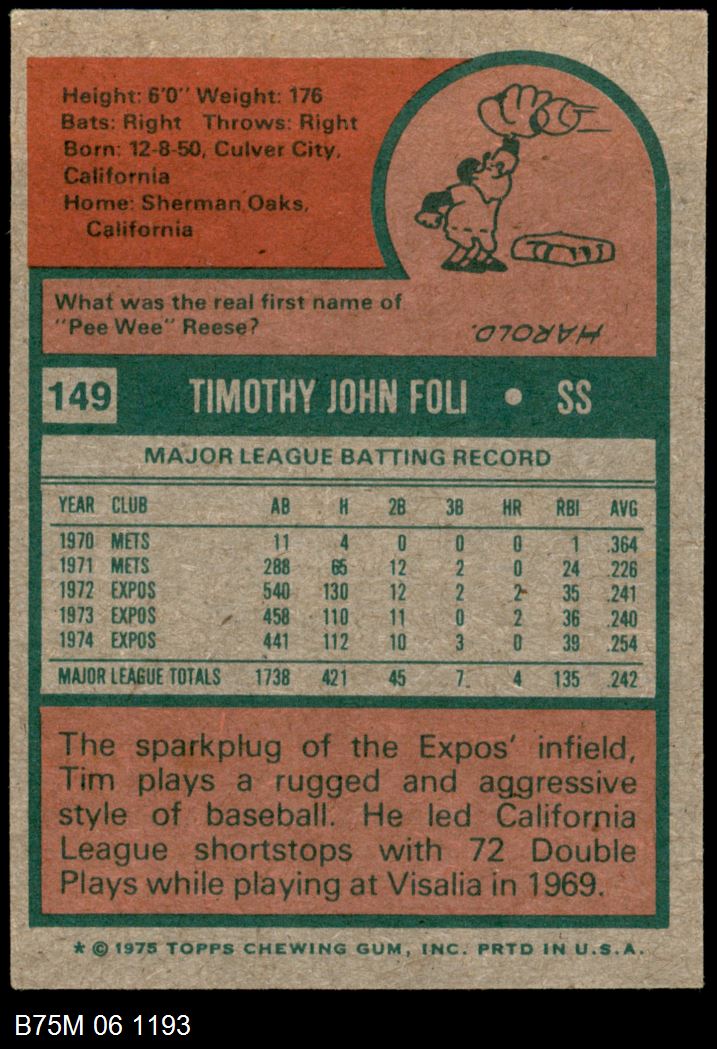 Height: 6'0" Weight: 176
Bats: Right Throws: Right
Born: 12-8-50, Culver City,
California
Home: Sherman Oaks,
California
What was the real first name of
"Pee Wee" Reese?
HAROLD.
149 TIMOTHY JOHN FOLI • SS
MAJOR LEAGUE BATTING RECORD
YEAR CLUB AB H 2B 3B HR RBI AVG
1970 METS 11 4 0 0 0 1 .364
1971 METS 288 65 12 2 0 24 .226
1972 EXPOS 540 130 12 2 2 35 .241
1973 EXPOS 458 110 11 0 2 36 .240
1974 EXPOS 441 112 10 3 0 39 .254
MAJOR LEAGUE TOTALS 1738 421 45 7 4 135 .242
The sparkplug of the Expos' infield,
Tim plays a rugged and aggressive
style of baseball. He led California
League shortstops with 72 Double
Plays while playing at Visalia in 1969.
* © 1975 TOPPS CHEWING GUM, INC. PRTD IN U.S.A.
B75M 06 1193